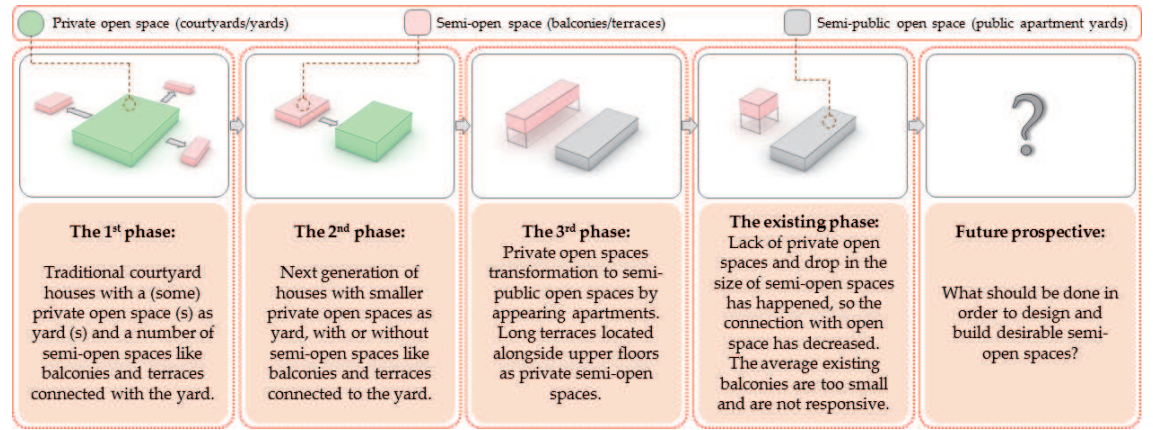 Private open space (courtyards/yards)
Semi-open space (balconies/terraces)
Semi-public open space (public apartment yards)
The 1st phase:
Traditional courtyard
houses with a (some)
private open space (s) as
yard (s) and a number of
semi-open spaces like
balconies and terraces
connected with the yard.
The 2nd phase:
Next generation of
houses with smaller
private open spaces as
yard, with or without
semi-open spaces like
balconies and terraces
connected to the yard.
The 3rd phase:
Private open spaces
transformation to semi-
public open spaces by
appearing apartments.
Long terraces located
alongside upper floors
as private semi-open
spaces.
The existing phase:
Lack of private open
spaces and drop in the
size of semi-open spaces
has happened, so the
connection with open
space has decreased.
The average existing
balconies are too small
and are not responsive.
?
Future prospective:
What should be done in
order to design and
build desirable semi-
open spaces?